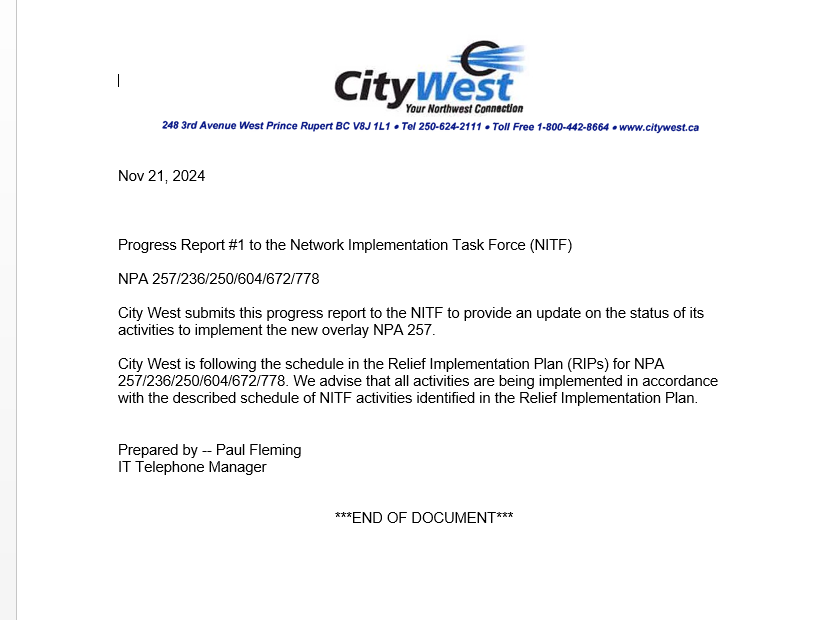 CityWest
Your Northwest Connection
248 3rd Avenue West Prince Rupert BC V8J 1L1 • Tel 250-624-2111 • Toll Free 1-800-442-8664 • www.citywest.ca
Nov 21, 2024
Progress Report #1 to the Network Implementation Task Force (NITF)
NPA 257/236/250/604/672/778
City West submits this progress report to the NITF to provide an update on the status of its
activities to implement the new overlay NPA 257.
City West is following the schedule in the Relief Implementation Plan (RIPs) for NPA
257/236/250/604/672/778. We advise that all activities are being implemented in accordance
with the described schedule of NITF activities identified in the Relief Implementation Plan.
Prepared by -- Paul Fleming
IT Telephone Manager
***END OF DOCUMENT***